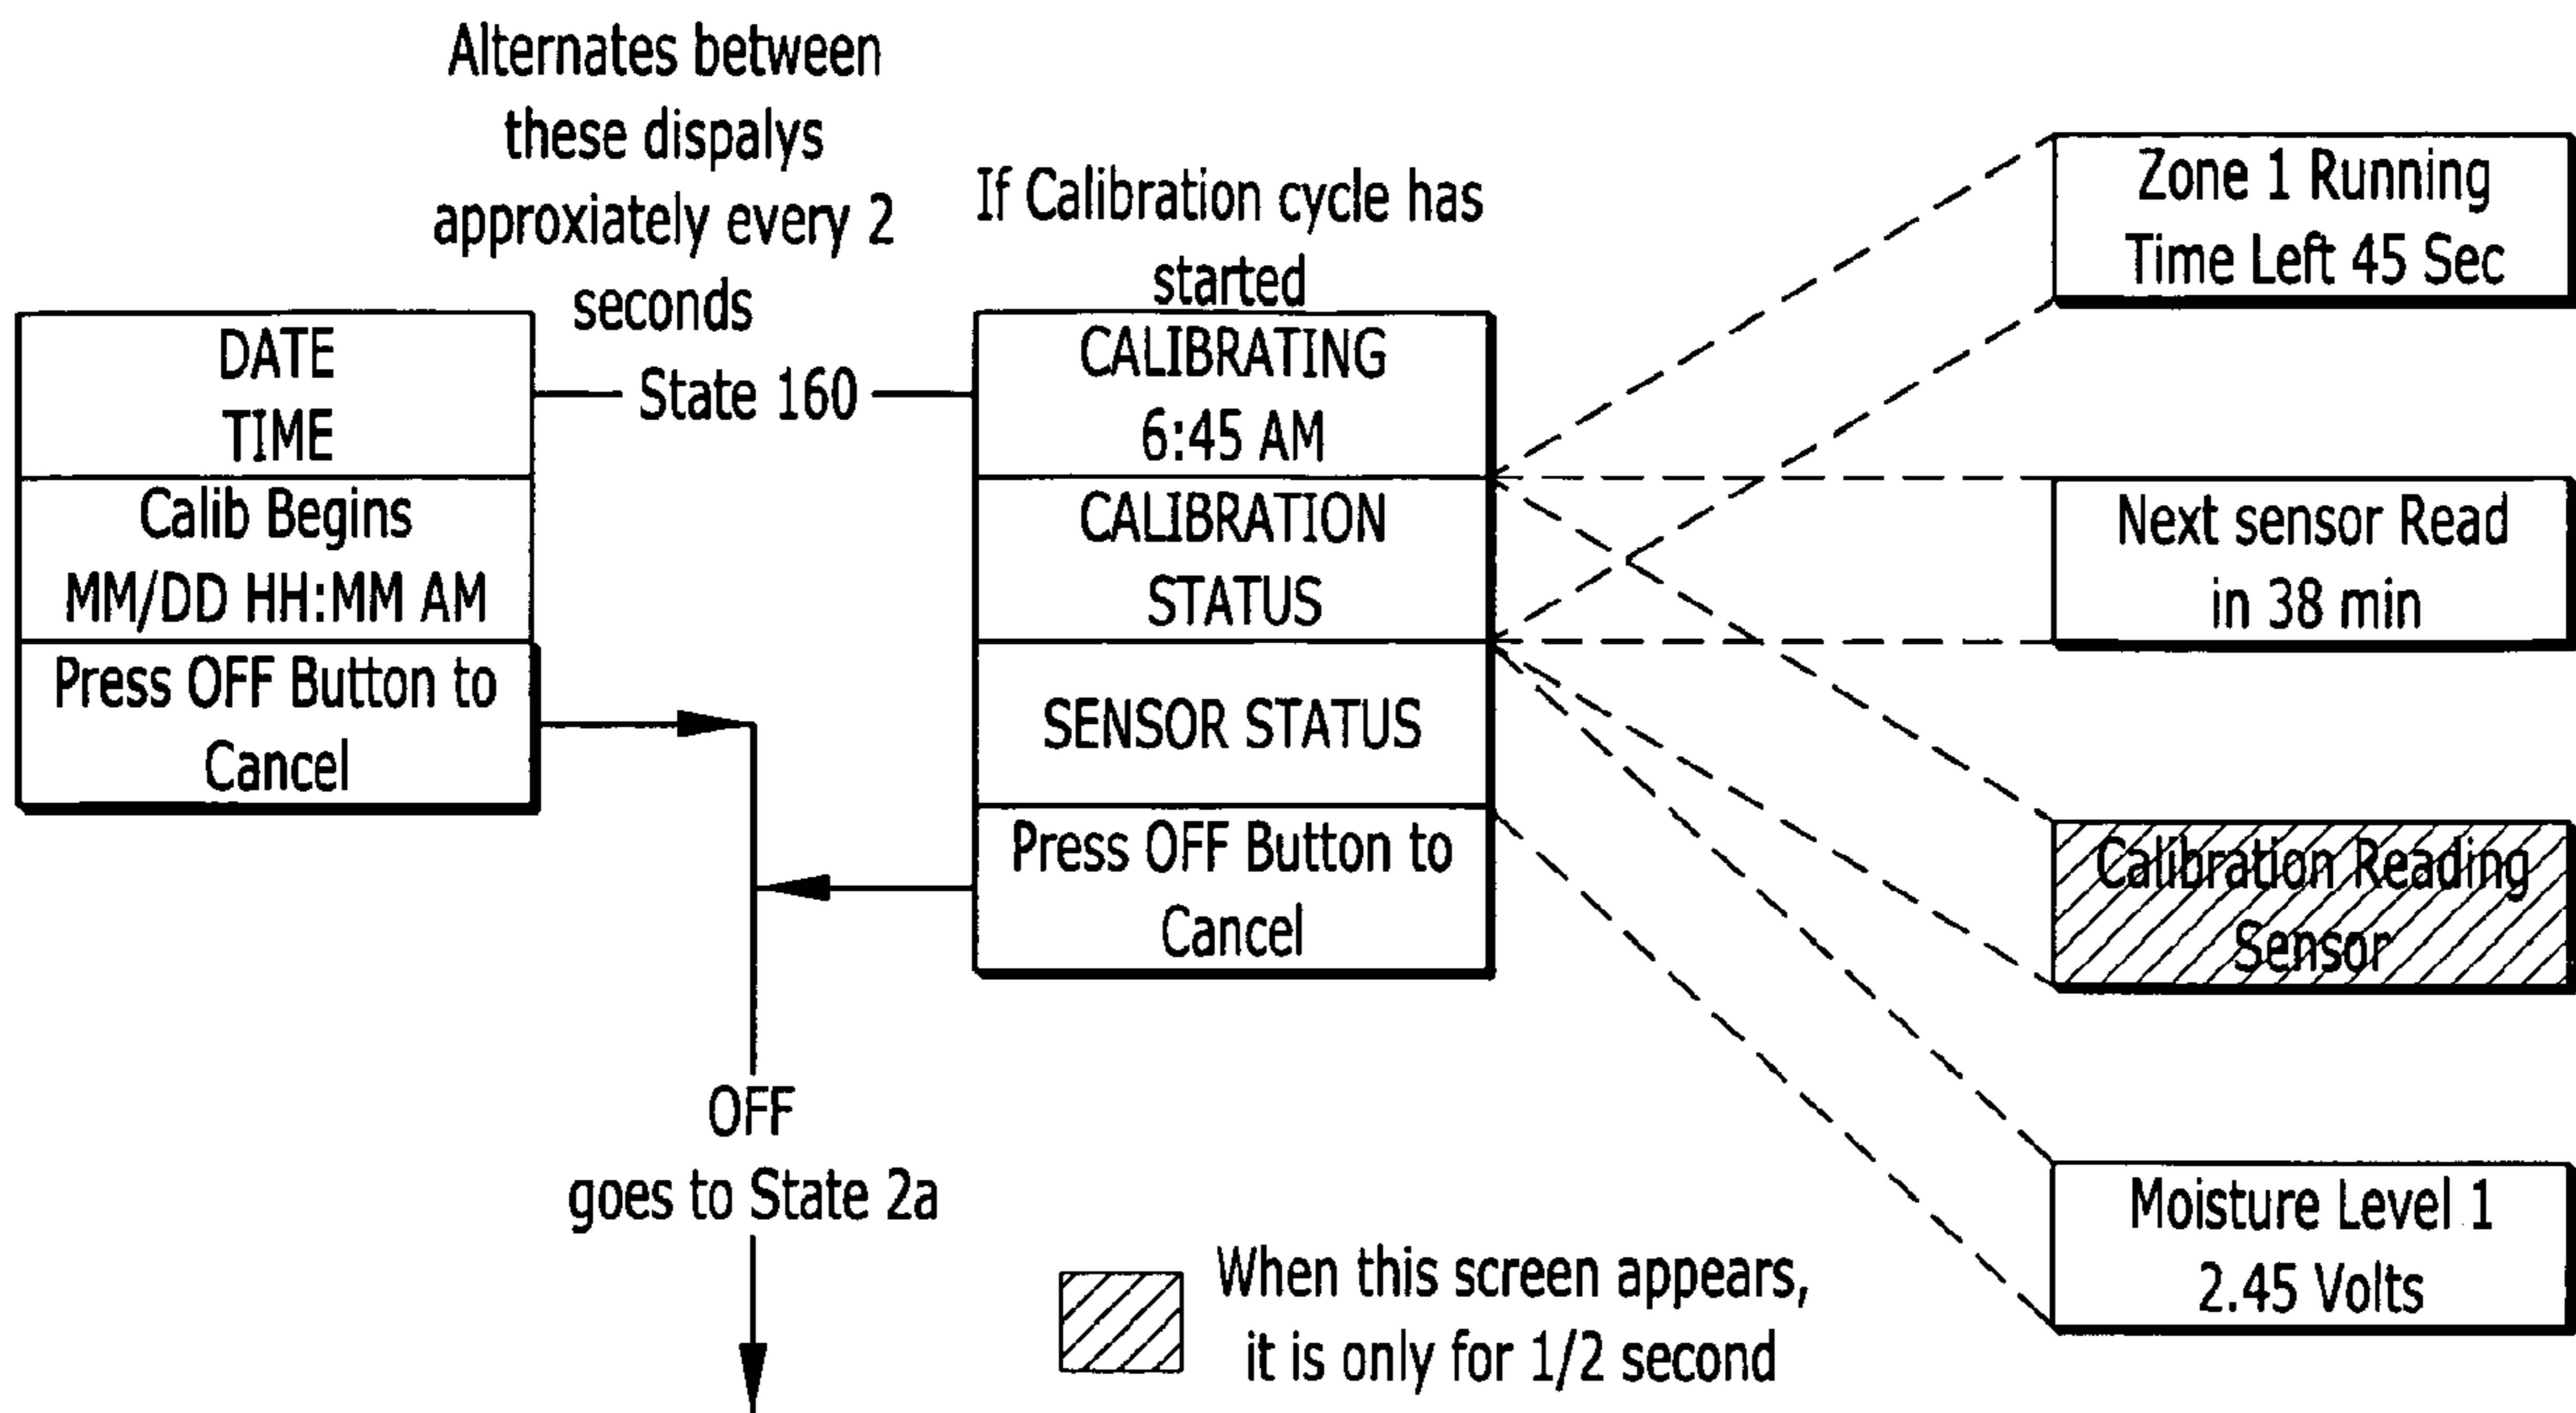 Alternates between
these dispalys
approxiately every 2
seconds
If Calibration cycle has
started
DATE
TIME
Calib Begins
MM/DD HH:MM AM
Press OFF Button to
Cancel
State 160
CALIBRATING
6:45 AM
CALIBRATION
STATUS
SENSOR STATUS
Press OFF Button to
Cancel
Zone 1 Running
Time Left 45 Sec
Next sensor Read
in 38 min
Calibration Reading
Sensor
Moisture Level 1
2.45 Volts
OFF
goes to State 2a
When this screen appears,
it is only for 1/2 second